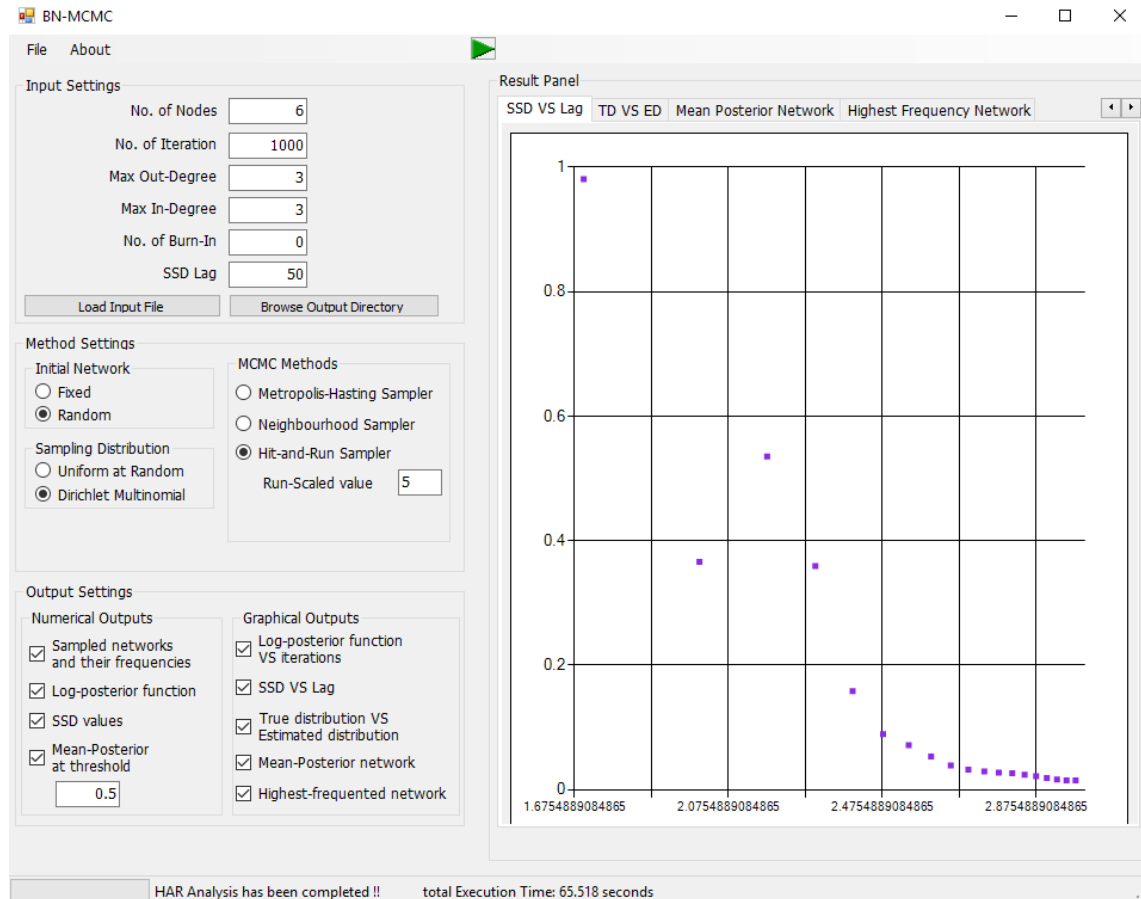 BN-MCMC
File About
Input Settings
No. of Nodes 6
No. of Iteration 1000
Max Out-Degree 3
Max In-Degree 3
No. of Burn-In 0
SSD Lag 50
Load Input File Browse Output Directory
Method Settings
Initial Network
Fixed
Random
Sampling Distribution
Uniform at Random
Dirichlet Multinomial
MCMC Methods
Metropolis-Hasting Sampler
Neighbourhood Sampler
Hit-and-Run Sampler
Run-Scaled value 5
Output Settings
Numerical Outputs
Sampled networks
and their frequencies
Log-posterior function
SSD values
Mean-Posterior
at threshold
0.5
Graphical Outputs
Log-posterior function
VS iterations
SSD VS Lag
True distribution VS
Estimated distribution
Mean-Posterior network
Highest-frequented network
Result Panel
SSD VS Lag TD VS ED Mean Posterior Network Highest Frequency Network
1
0.8
0.6
0.4
0.2
0
1.6754889084865 2.0754889084865 2.4754889084865 2.8754889084865
HAR Analysis has been completed !! total Execution Time: 65.518 seconds